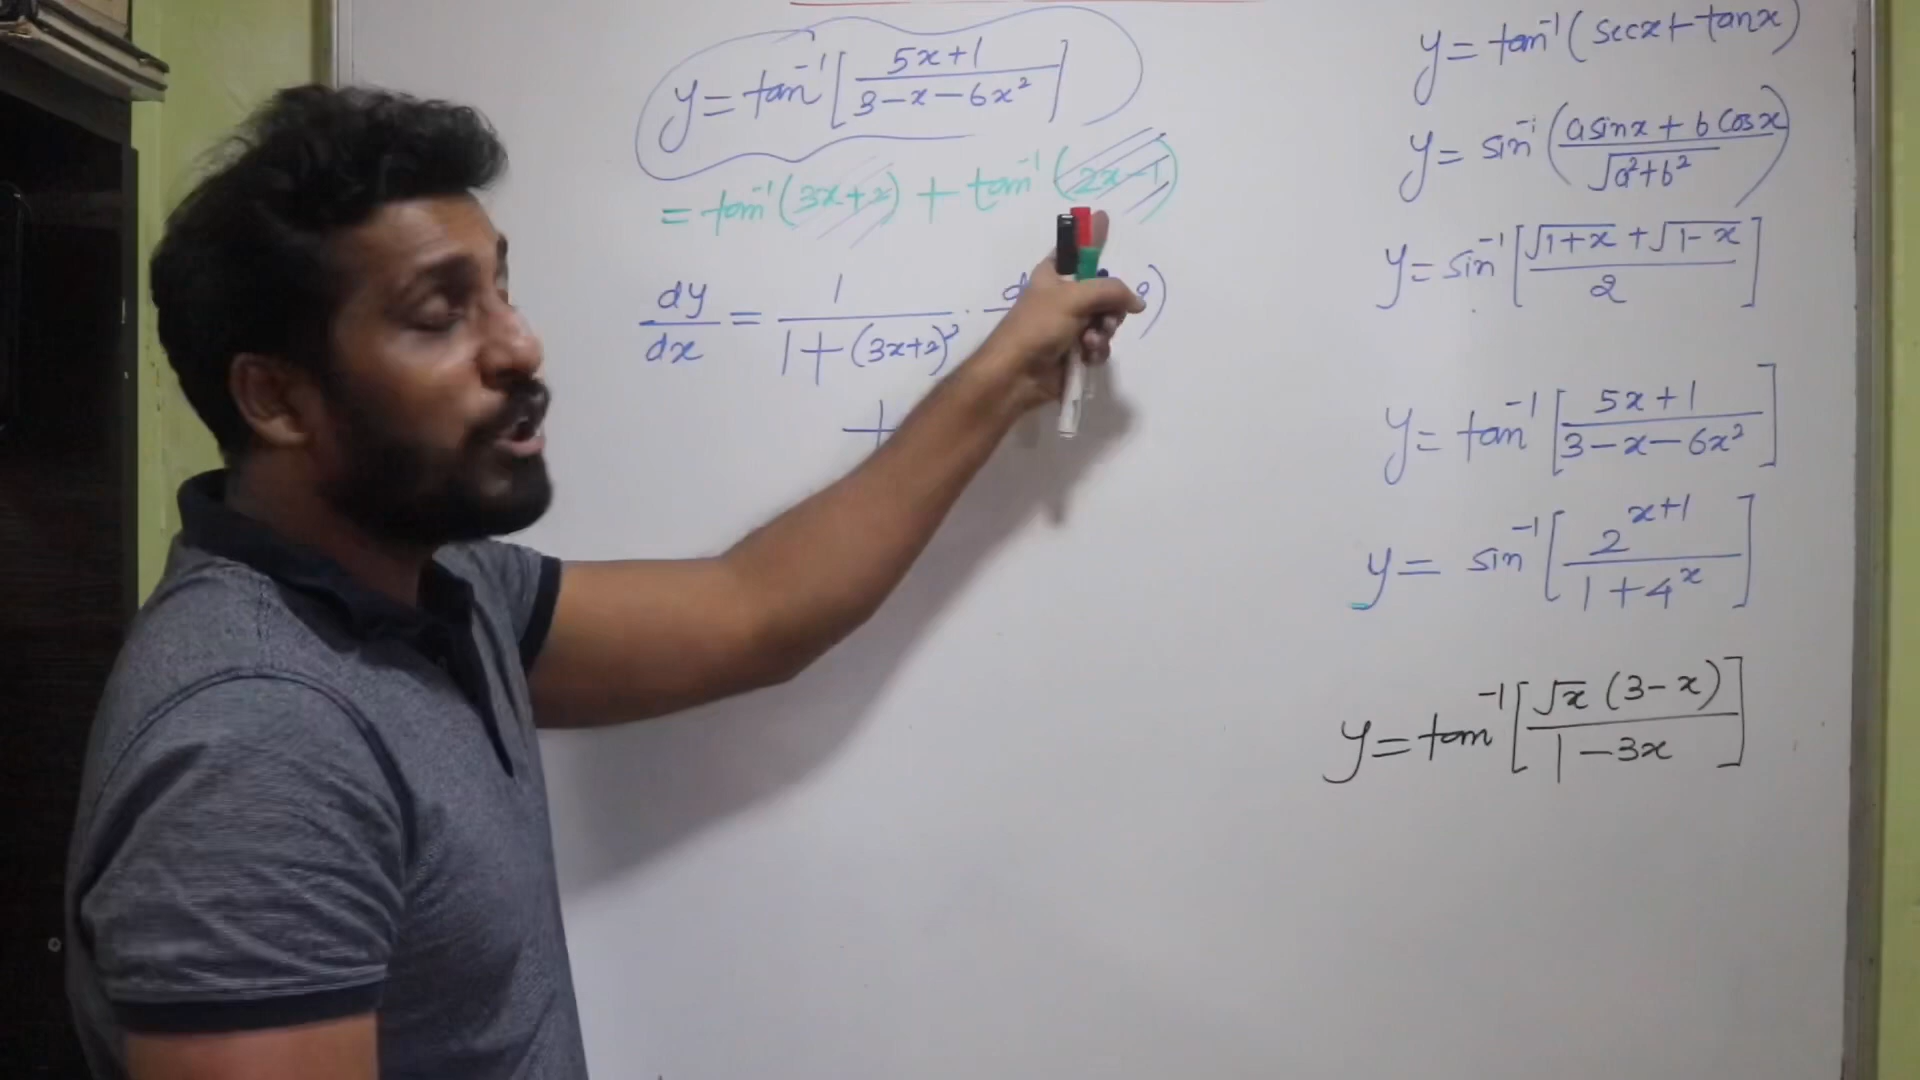 y = tan⁻¹ [ (5x+1) / (3-x-6x²) ]
= tan⁻¹ (3x+2) + tan⁻¹ (2x-1)
dy/dx = 1 / (1+(3x+2)²) ·
+
y = tan⁻¹ (secx + tanx)
y = sin⁻¹ ( (a sinx + b cosx) / √(a²+b²) )
y = sin⁻¹ [ (√(1+x) + √(1-x)) / 2 ]
y = tan⁻¹ [ (5x+1) / (3-x-6x²) ]
y = sin⁻¹ [ 2^(x+1) / (1+4^x) ]
y = tan⁻¹ [ √x (3-x) / (1-3x) ]